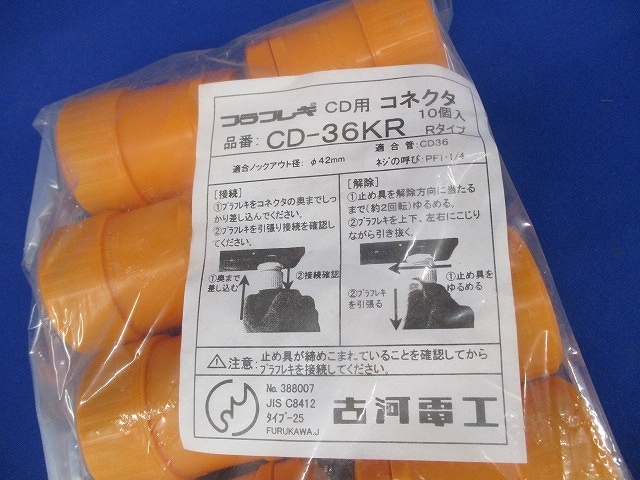 プラフレキ CD用 コネクタ
10個入
品番: CD-36KR Rタイプ
適合管:CD36
適合ノックアウト径: φ42mm ネジの呼び:PF1・1/4
[接続]
①プラフレキをコネクタの奥までしっ
かり差し込んでください。
②プラフレキを引張り接続を確認し
てください。
①奥まで
差し込む
②接続確認
[解除]
①止め具を解除方向に当たる
まで(約2回転)ゆるめる。
②プラフレキを上下、左右にこじり
ながら引き抜く。
①止め具を
ゆるめる
②プラフレキ
を引張る
注意: 止め具が締めこまれていることを確認してから
プラフレキを接続してください。
No. 388007
JIS C8412
タイプ-25
FURUKAWA.J
古河電工